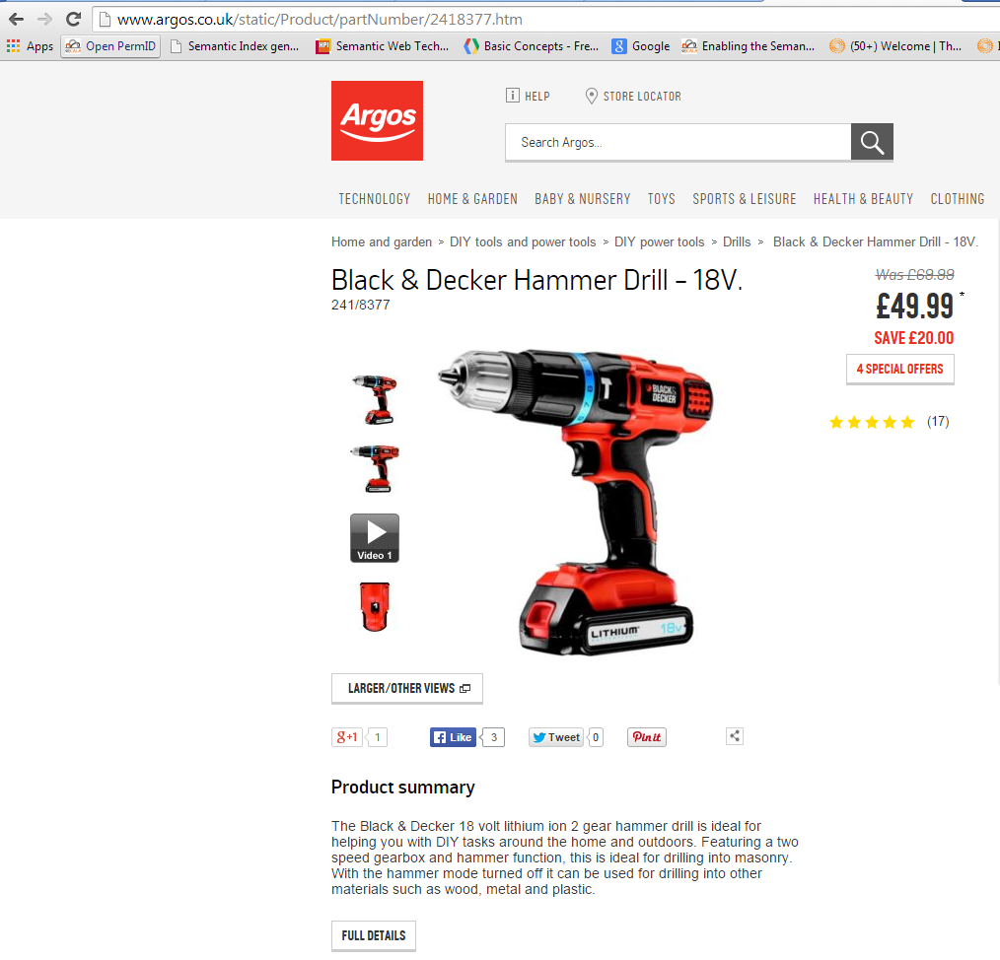 www.argos.co.uk/static/Product/partNumber/2418377.htm
Apps Open PermID Semantic Index gen... Semantic Web Tech... Basic Concepts - Fre... Google Enabling the Seman... (50+) Welcome | Th...
Argos
HELP STORE LOCATOR
Search Argos...
TECHNOLOGY HOME & GARDEN BABY & NURSERY TOYS SPORTS & LEISURE HEALTH & BEAUTY CLOTHING
Home and garden > DIY tools and power tools > DIY power tools > Drills > Black & Decker Hammer Drill - 18V.
Black & Decker Hammer Drill - 18V.
241/8377
Was £69.99
£49.99 *
SAVE £20.00
4 SPECIAL OFFERS
(17)
BLACK& DECKER
LITHIUM 18v
Video 1
1
LARGER/OTHER VIEWS
g+1 1 Like 3 Tweet 0 Pin it
Product summary
The Black & Decker 18 volt lithium ion 2 gear hammer drill is ideal for
helping you with DIY tasks around the home and outdoors. Featuring a two
speed gearbox and hammer function, this is ideal for drilling into masonry.
With the hammer mode turned off it can be used for drilling into other
materials such as wood, metal and plastic.
FULL DETAILS